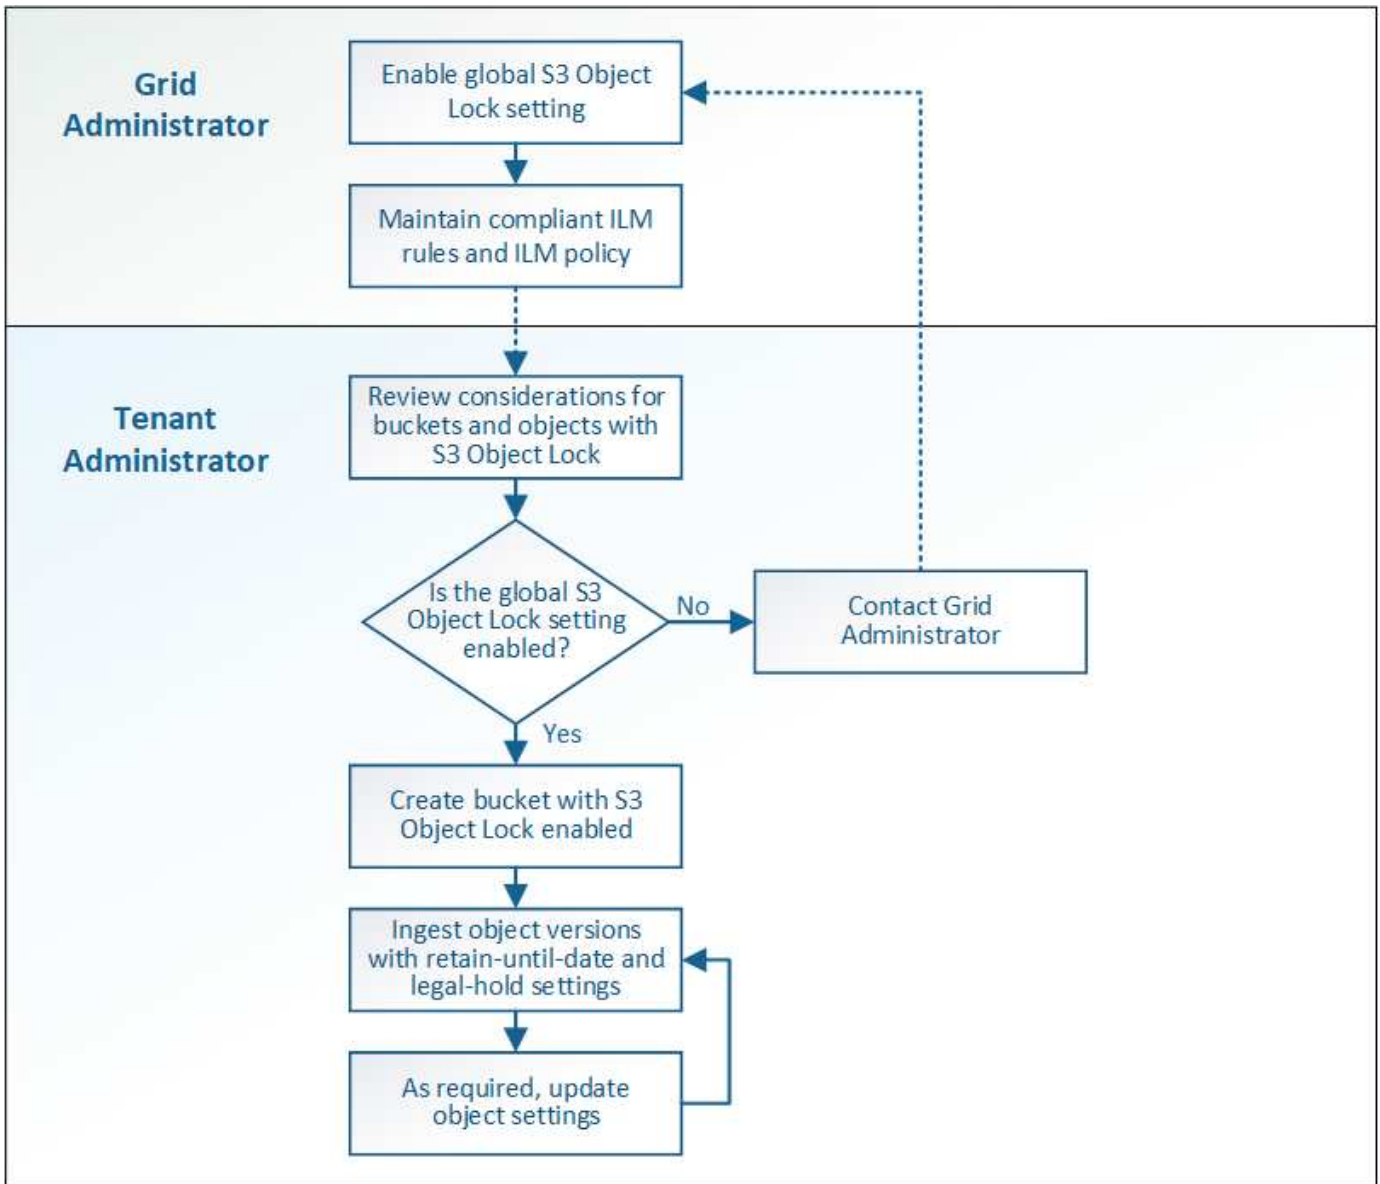 Grid
Administrator
Enable global S3 Object
Lock setting
Maintain compliant ILM
rules and ILM policy
Tenant
Administrator
Review considerations for
buckets and objects with
S3 Object Lock
Is the global S3
Object Lock setting
enabled?
No
Contact Grid
Administrator
Yes
Create bucket with S3
Object Lock enabled
Ingest object versions
with retain-until-date and
legal-hold settings
As required, update
object settings